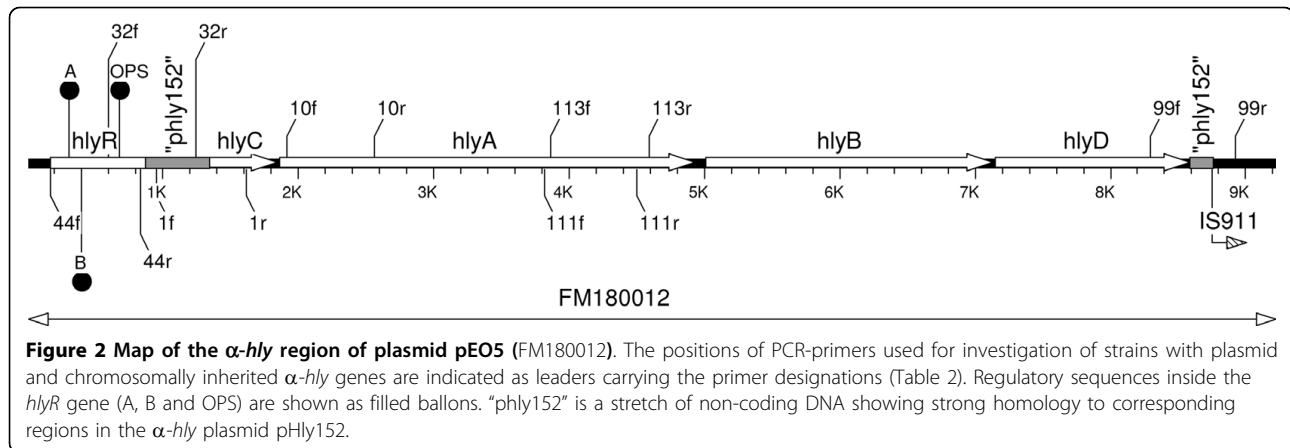 32f 32r
A OPS "phly152" 10f 10r 113f 113r 99f "phly152" 99r
hlyR hlyC hlyA hlyB hlyD
1K 2K 3K 4K 5K 6K 7K 8K 9K
44f 1f 1r 111f 111r IS911
B 44r
FM180012
Figure 2 Map of the α-hly region of plasmid pEO5 (FM180012). The positions of PCR-primers used for investigation of strains with plasmid
and chromosomally inherited α-hly genes are indicated as leaders carrying the primer designations (Table 2). Regulatory sequences inside the
hlyR gene (A, B and OPS) are shown as filled ballons. "phly152" is a stretch of non-coding DNA showing strong homology to corresponding
regions in the α-hly plasmid pHly152.